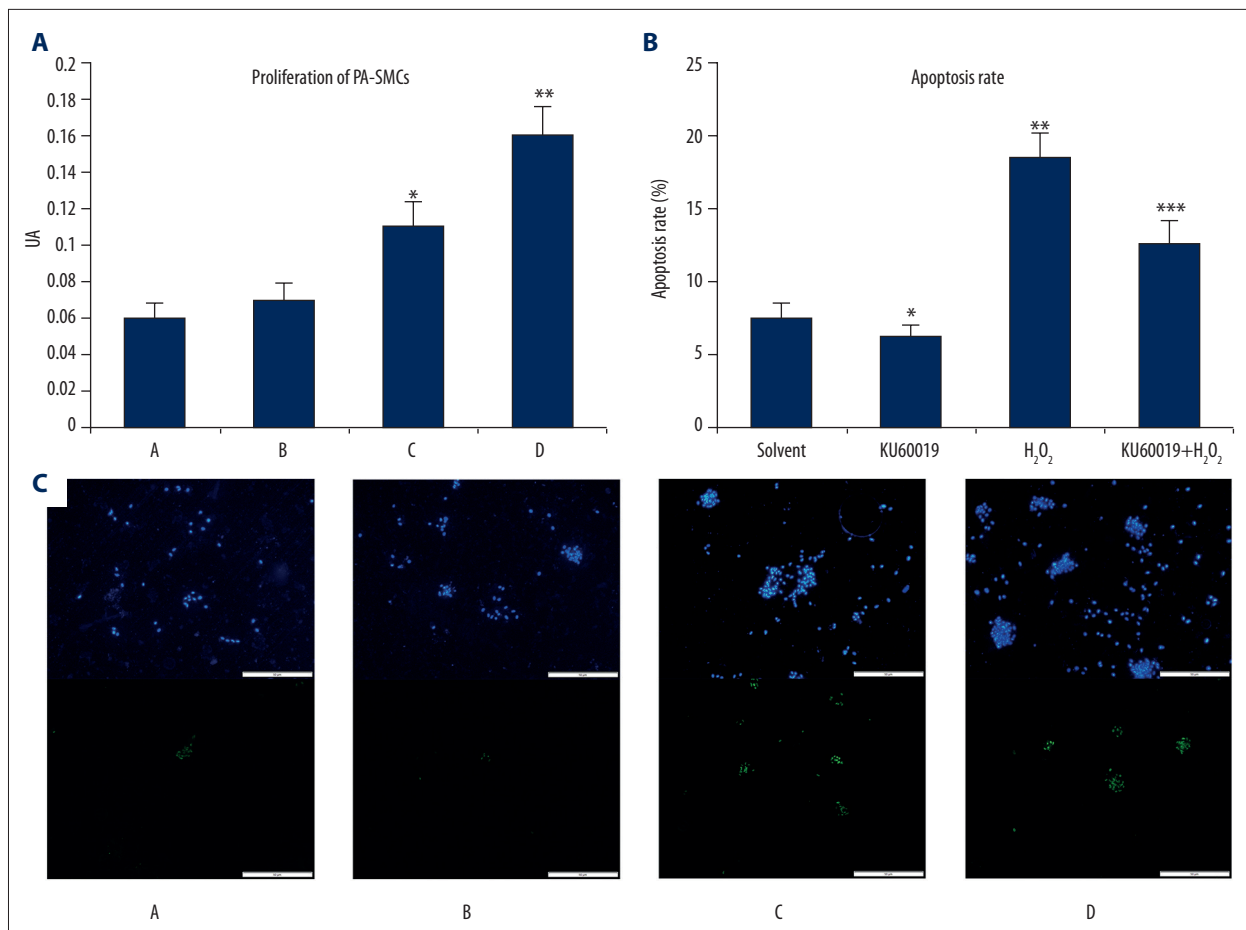 A
Proliferation of PA-SMCs
UA
0.2
0.18
0.16
0.14
0.12
0.1
0.08
0.06
0.04
0.02
0
*
**
A B C D
B
Apoptosis rate
Apoptosis rate (%)
25
20
15
10
5
0
*
**
***
Solvent KU60019 H₂O₂ KU60019+H₂O₂
C
A B C D